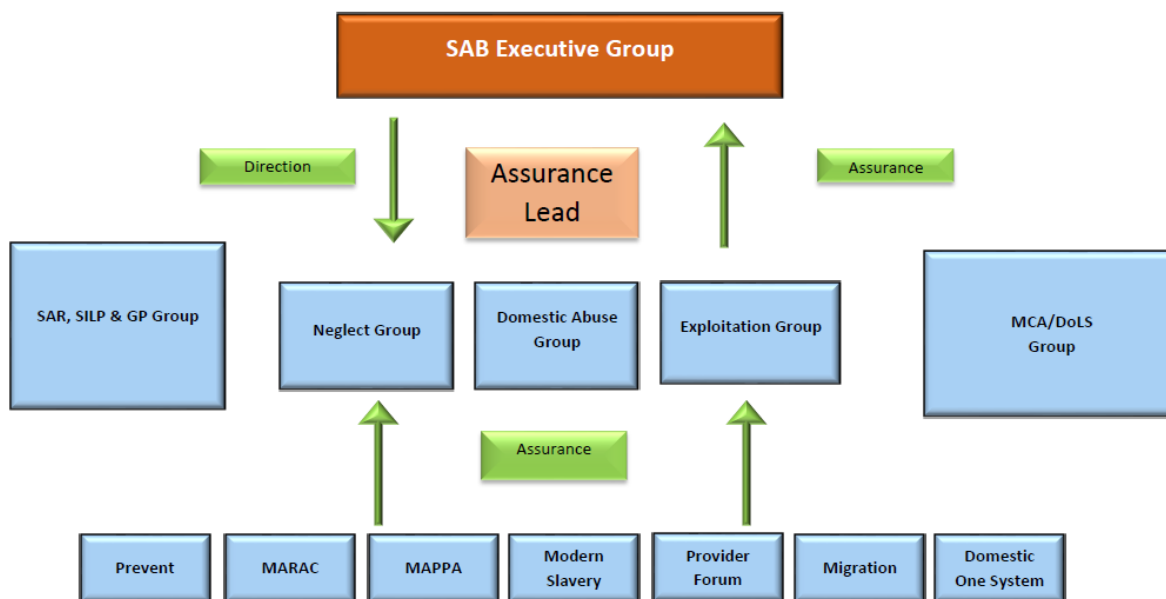 SAB Executive Group
Direction
Assurance
Lead
Assurance
SAR, SILP & GP Group
Neglect Group
Domestic Abuse
Group
Exploitation Group
MCA/DoLS
Group
Assurance
Prevent
MARAC
MAPPA
Modern
Slavery
Provider
Forum
Migration
Domestic
One System